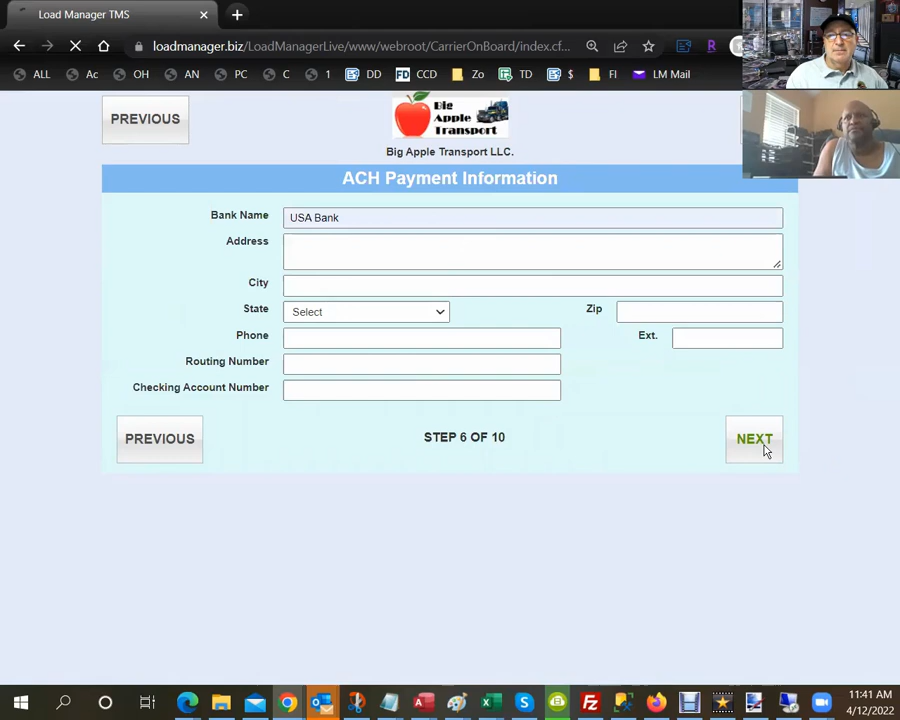 Load Manager TMS
loadmanager.biz/LoadManagerLive/www/webroot/CarrierOnBoard/index.cf...
ALL Ac OH AN PC C 1 DD FD CCD Zo TD $ FI LM Mail
PREVIOUS
Big
Apple
Transport
Big Apple Transport LLC.
ACH Payment Information
Bank Name USA Bank
Address
City
State Select Zip
Phone Ext.
Routing Number
Checking Account Number
PREVIOUS STEP 6 OF 10 NEXT
11:41 AM
4/12/2022